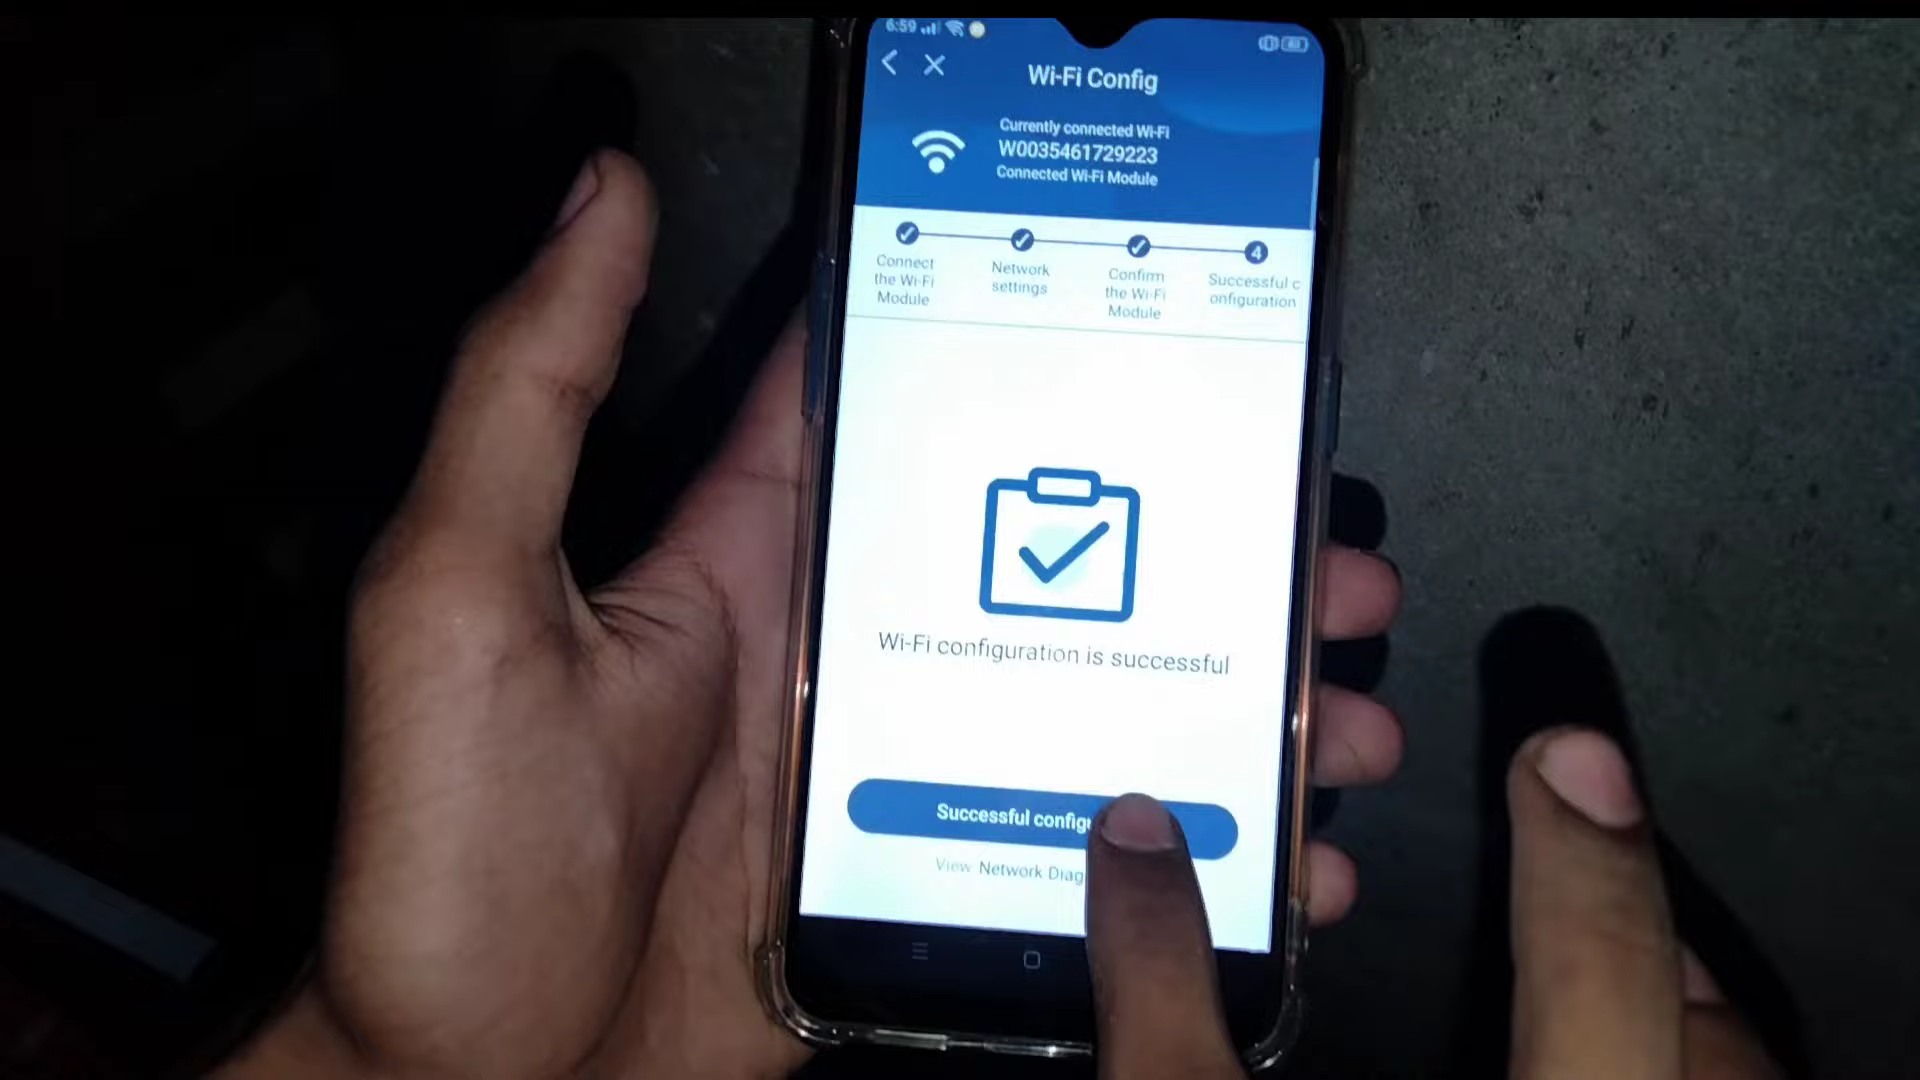 6:59
Wi-Fi Config
Currently connected Wi-Fi
W0035461729223
Connected Wi-Fi Module
Connect
the Wi-Fi
Module
Network
settings
Confirm
the Wi-Fi
Module
4
Successful c
onfiguration
Wi-Fi configuration is successful
Successful config
View Network Diag